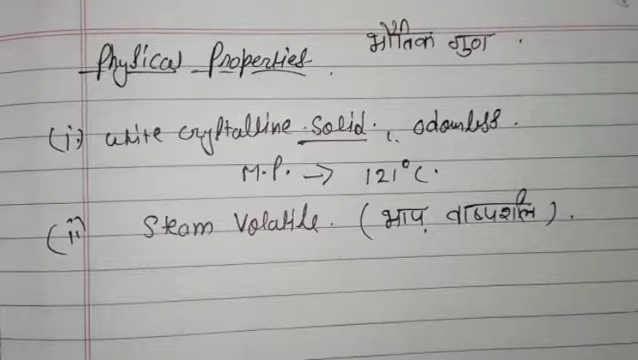 Physical Properties. भौतिक गुण.
(i) white crystalline solid, odourless.
M.P. → 121°C.
(ii) Steam Volatile. (भाप वाष्पशील).